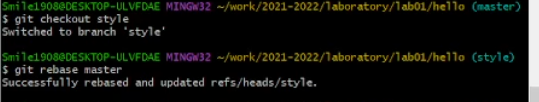 Smile1908@DESKTOP-ULVFDAE MINGW32 ~/work/2021-2022/laboratory/lab01/hello (master)
$ git checkout style
Switched to branch 'style'
Smile1908@DESKTOP-ULVFDAE MINGW32 ~/work/2021-2022/laboratory/lab01/hello (style)
$ git rebase master
Successfully rebased and updated refs/heads/style.